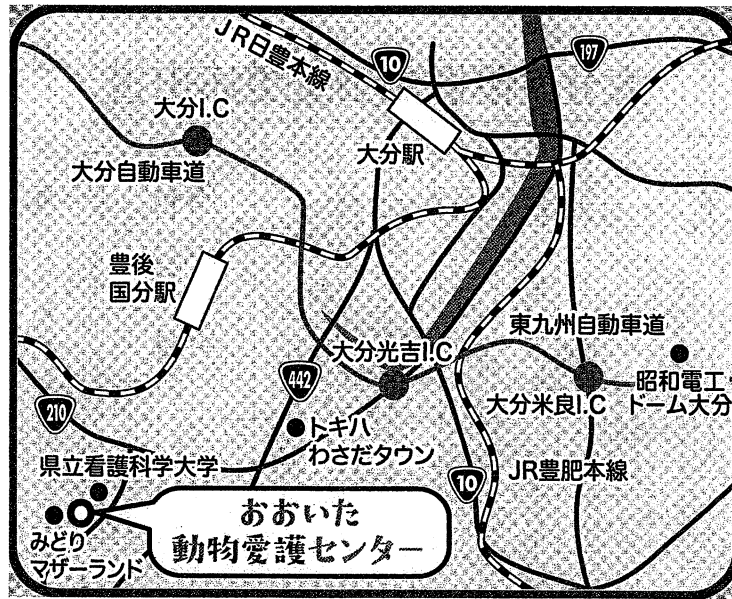 JR日豊本線
10
197
大分I.C
大分駅
大分自動車道
豊後
国分駅
東九州自動車道
大分光吉I.C
442
昭和電工・
ドーム大分
大分米良I.C
210
トキハ
わさだタウン
県立看護科学大学
JR豊肥本線
10
おおいた
動物愛護センター
みどり
マザーランド